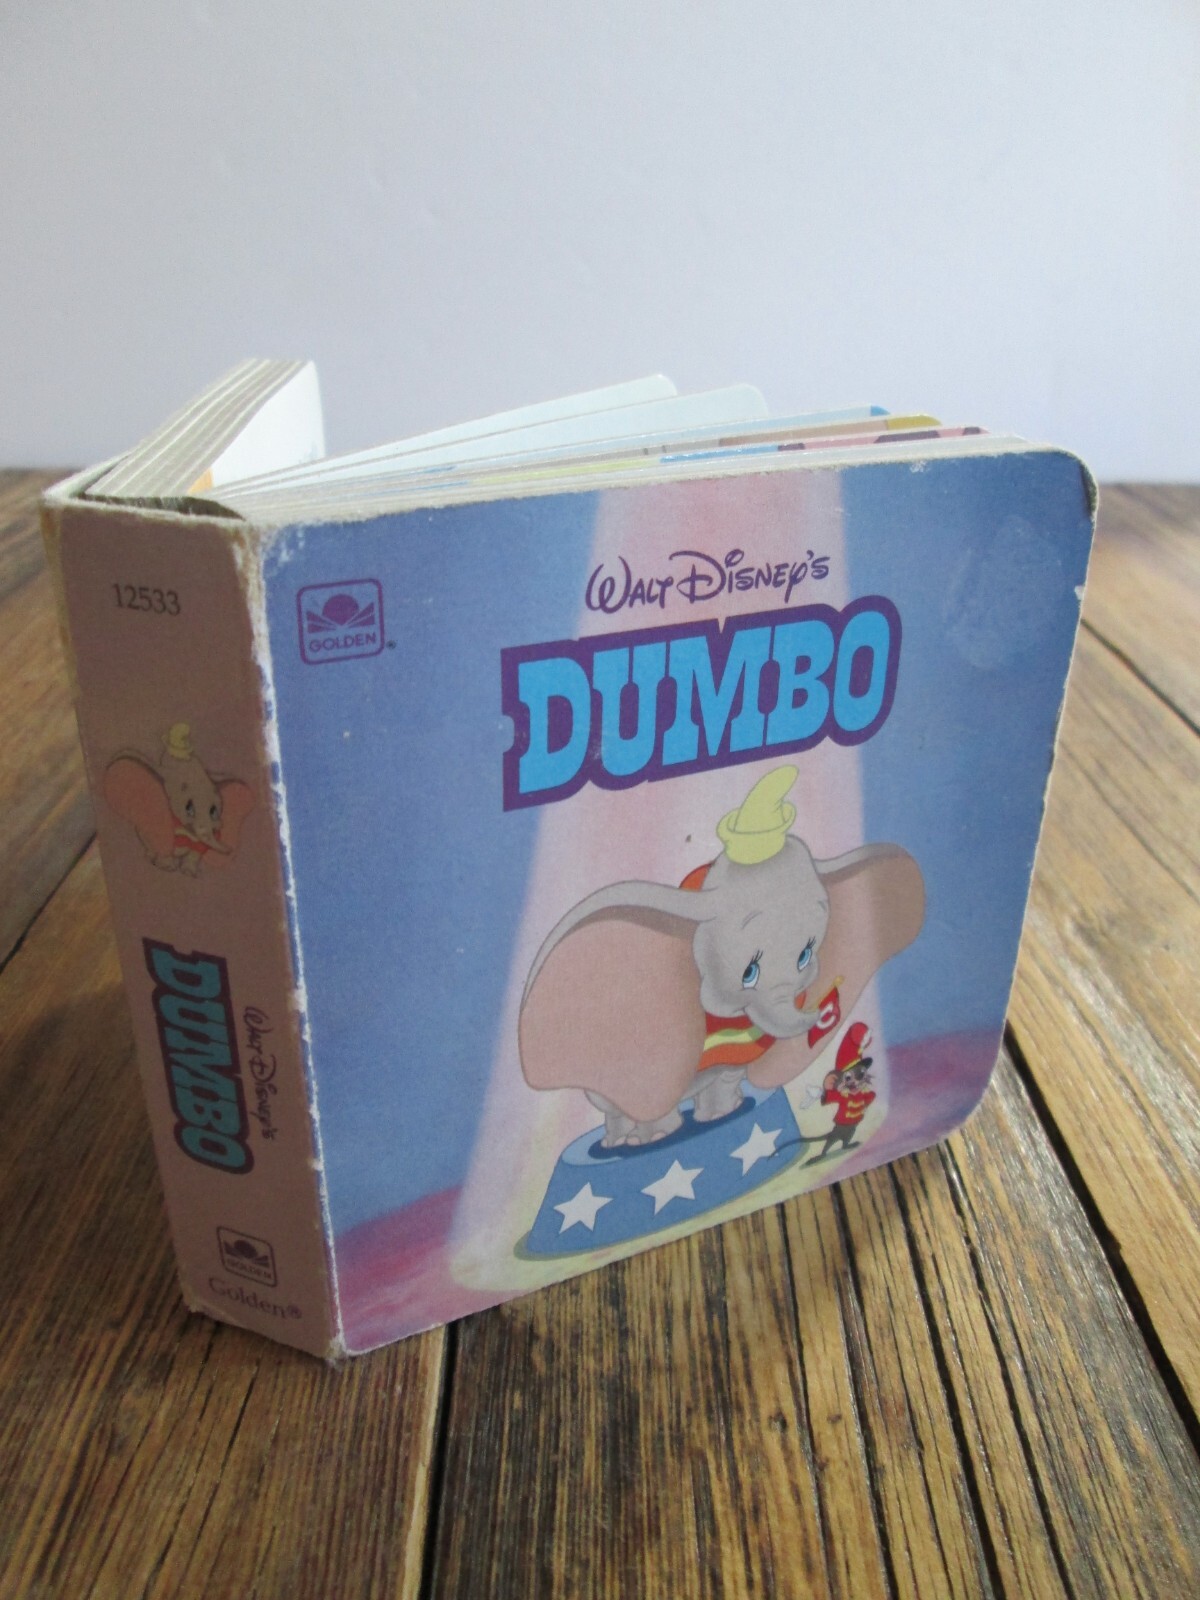 12533
DUMBO
WALT DISNEY'S
GOLDEN
Golden®
GOLDEN®
WALT DISNEY'S
DUMBO
C